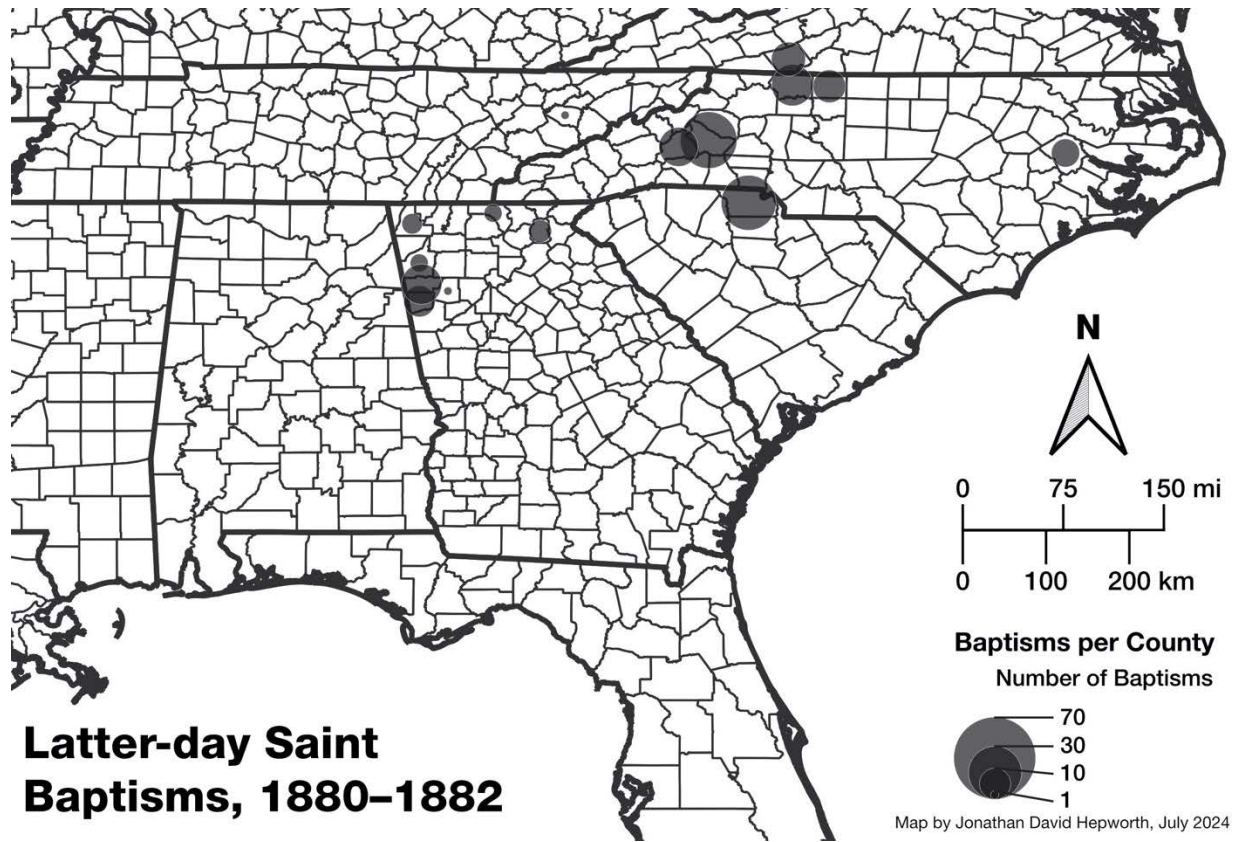 N
0 75 150 mi
0 100 200 km
Baptisms per County
Number of Baptisms
70
30
10
1
Latter-day Saint
Baptisms, 1880–1882
Map by Jonathan David Hepworth, July 2024